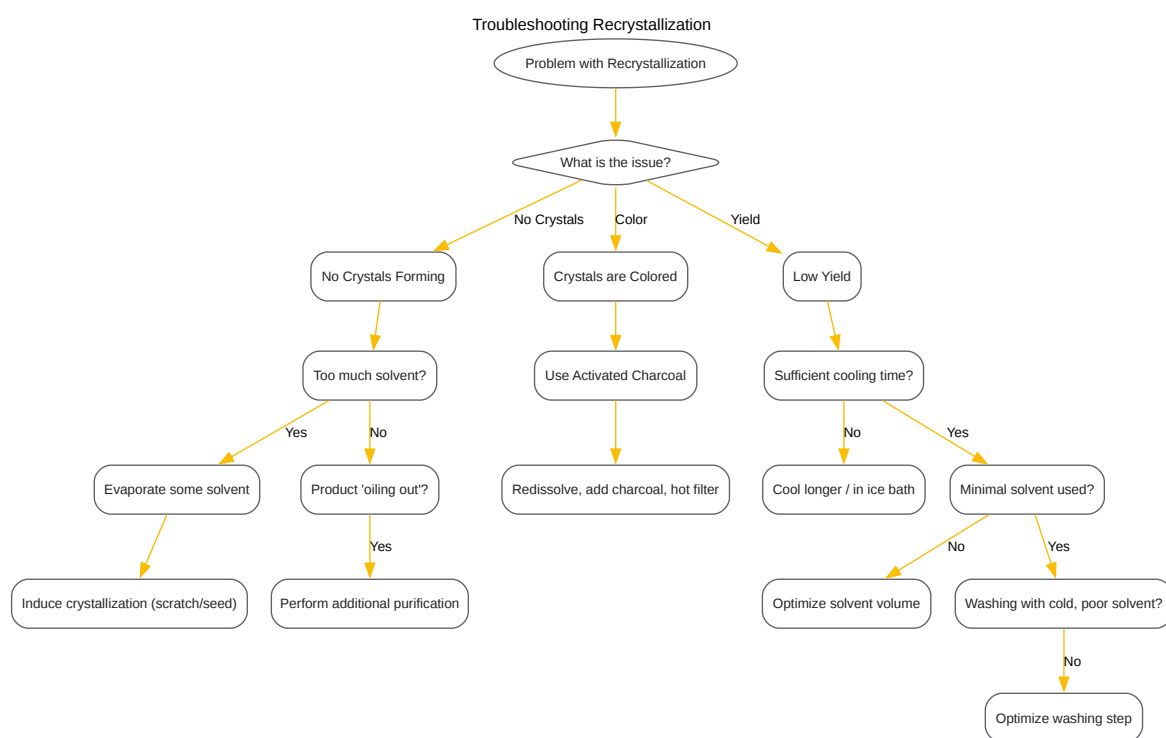 Troubleshooting Recrystallization
Problem with Recrystallization
What is the issue?
No Crystals
Color
Yield
No Crystals Forming
Crystals are Colored
Low Yield
Too much solvent?
Use Activated Charcoal
Sufficient cooling time?
Yes
No
No
Yes
Evaporate some solvent
Product 'oiling out'?
Redissolve, add charcoal, hot filter
Cool longer / in ice bath
Minimal solvent used?
Yes
No
Yes
Induce crystallization (scratch/seed)
Perform additional purification
Optimize solvent volume
Washing with cold, poor solvent?
No
Optimize washing step